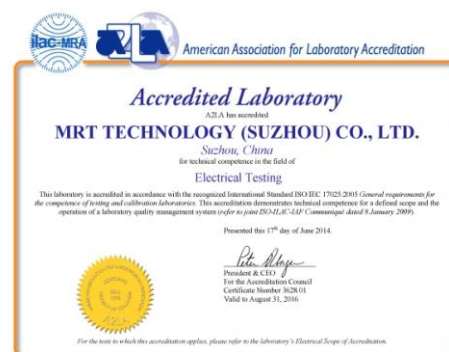 ilac-MRA
A2LA
American Association for Laboratory Accreditation
Accredited Laboratory
A2LA has accredited
MRT TECHNOLOGY (SUZHOU) CO., LTD.
Suzhou, China
for technical competence in the field of
Electrical Testing
This laboratory is accredited in accordance with the recognized International Standard ISO/IEC 17025:2005 General requirements for
the competence of testing and calibration laboratories. This accreditation demonstrates technical competence for a defined scope and the
operation of a laboratory quality management system (refer to joint ISO-ILAC-IAF Communiqué dated 8 January 2009).
Presented this 17th day of June 2014.
President & CEO
For the Accreditation Council
Certificate Number 3628.01
Valid to August 31, 2016
A2LA
For the tests to which this accreditation applies, please refer to the laboratory's Electrical Scope of Accreditation.